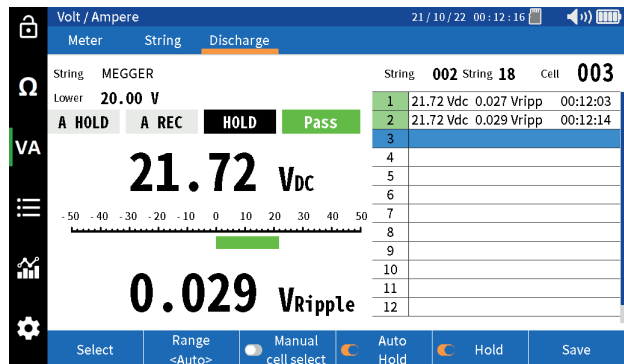 Volt / Ampere 21/10/22 00:12:16
Meter String Discharge
String MEGGER
String 002 String 18 Cell 003
Lower 20.00 V
A HOLD A REC HOLD Pass
Ω
VA
21.72 VDC
-50 -40 -30 -20 -10 0 10 20 30 40 50
0.029 VRipple
1 21.72 Vdc 0.027 Vripp 00:12:03
2 21.72 Vdc 0.029 Vripp 00:12:14
3
4
5
6
7
8
9
10
11
12
Select
Range
<Auto>
Manual
cell select
Auto
Hold
Hold
Save